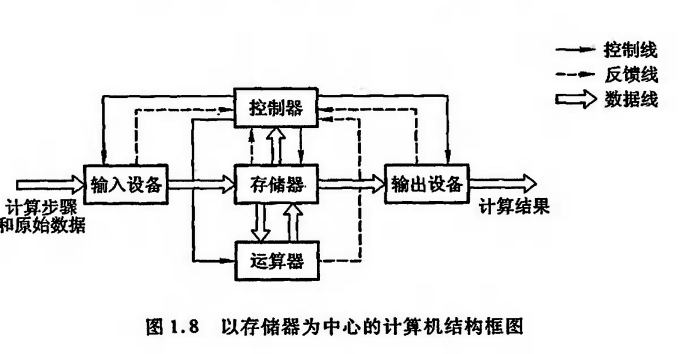 控制线
反馈线
数据线
控制器
输入设备
存储器
输出设备
计算步骤
和原始数据
计算结果
运算器
图1.8 以存储器为中心的计算机结构框图